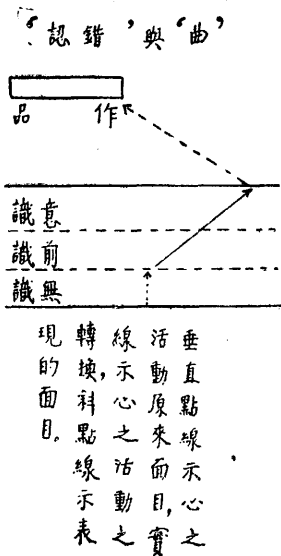 ‘曲’與‘錯認’
作品
意識
前識
無識
垂直點線示心之
活動原來面目,實
線示心之活動之
轉換,斜點線示表
現的面目。